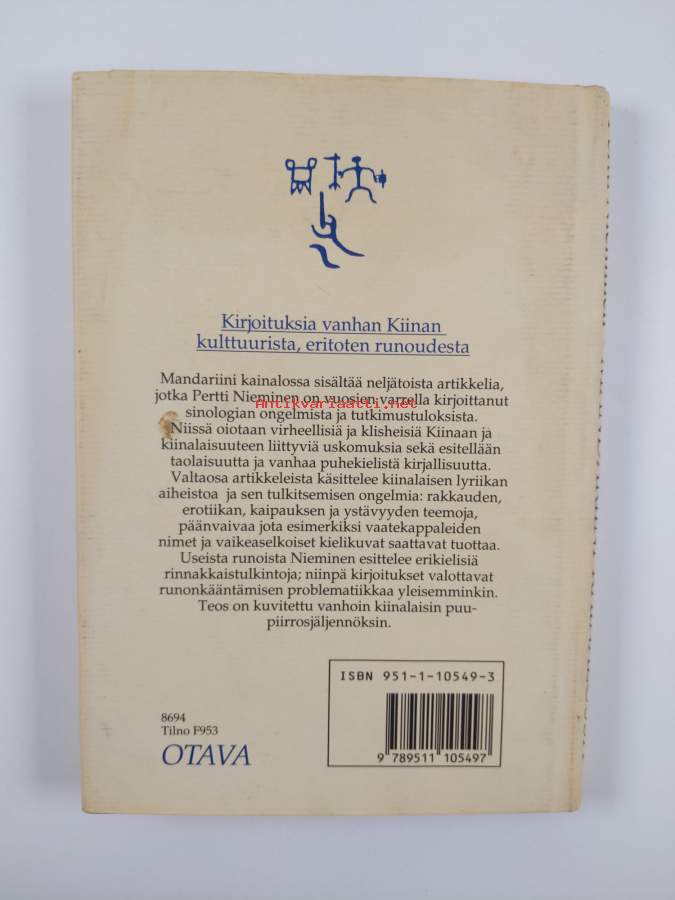 Kirjoituksia vanhan Kiinan
kulttuurista, eritoten runoudesta
Mandariini kainalossa sisältää neljätoista artikkelia,
jotka Pertti Nieminen on vuosien varrella kirjoittanut
Antikvariaatti.net
sinologian ongelmista ja tutkimustuloksista.
Niissä oiotaan virheellisiä ja klisheisiä Kiinaan ja
kiinalaisuuteen liittyviä uskomuksia sekä esitellään
taolaisuutta ja vanhaa puhekielistä kirjallisuutta.
Valtaosa artikkeleista käsittelee kiinalaisen lyriikan
aiheistoa ja sen tulkitsemisen ongelmia: rakkauden,
erotiikan, kaipauksen ja ystävyyden teemoja,
päänvaivaa jota esimerkiksi vaatekappaleiden
nimet ja vaikeaselkoiset kielikuvat saattavat tuottaa.
Useista runoista Nieminen esittelee erikielisiä
rinnakkaistulkintoja; niinpä kirjoitukset valottavat
runonkääntämisen problematiikkaa yleisemminkin.
Teos on kuvitettu vanhoin kiinalaisin puu-
piirrosjäljennöksin.
ISBN 951-1-10549-3
9 789511 105497
8694
Tilno F953
OTAVA